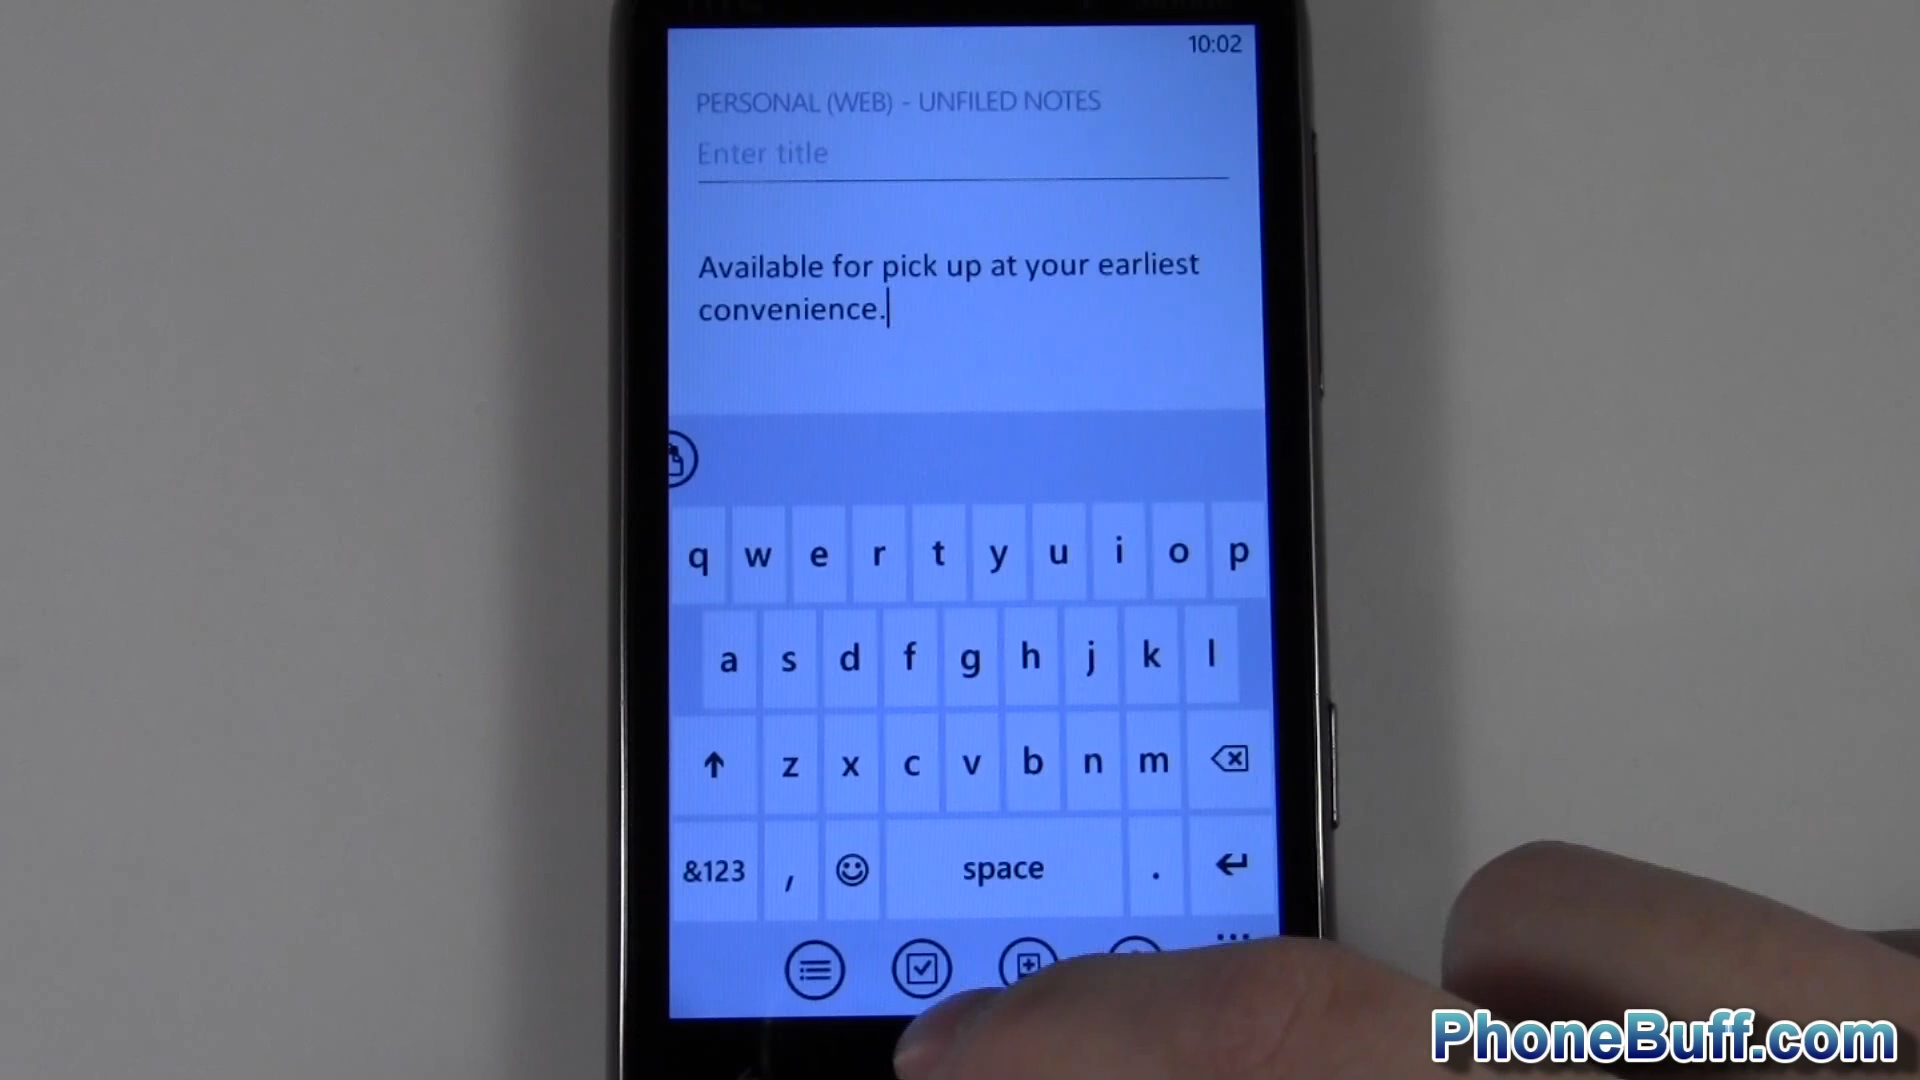 10:02
PERSONAL (WEB) - UNFILED NOTES
Enter title
Available for pick up at your earliest
convenience.
q w e r t y u i o p
a s d f g h j k l
z x c v b n m
&123 , space .
PhoneBuff.com